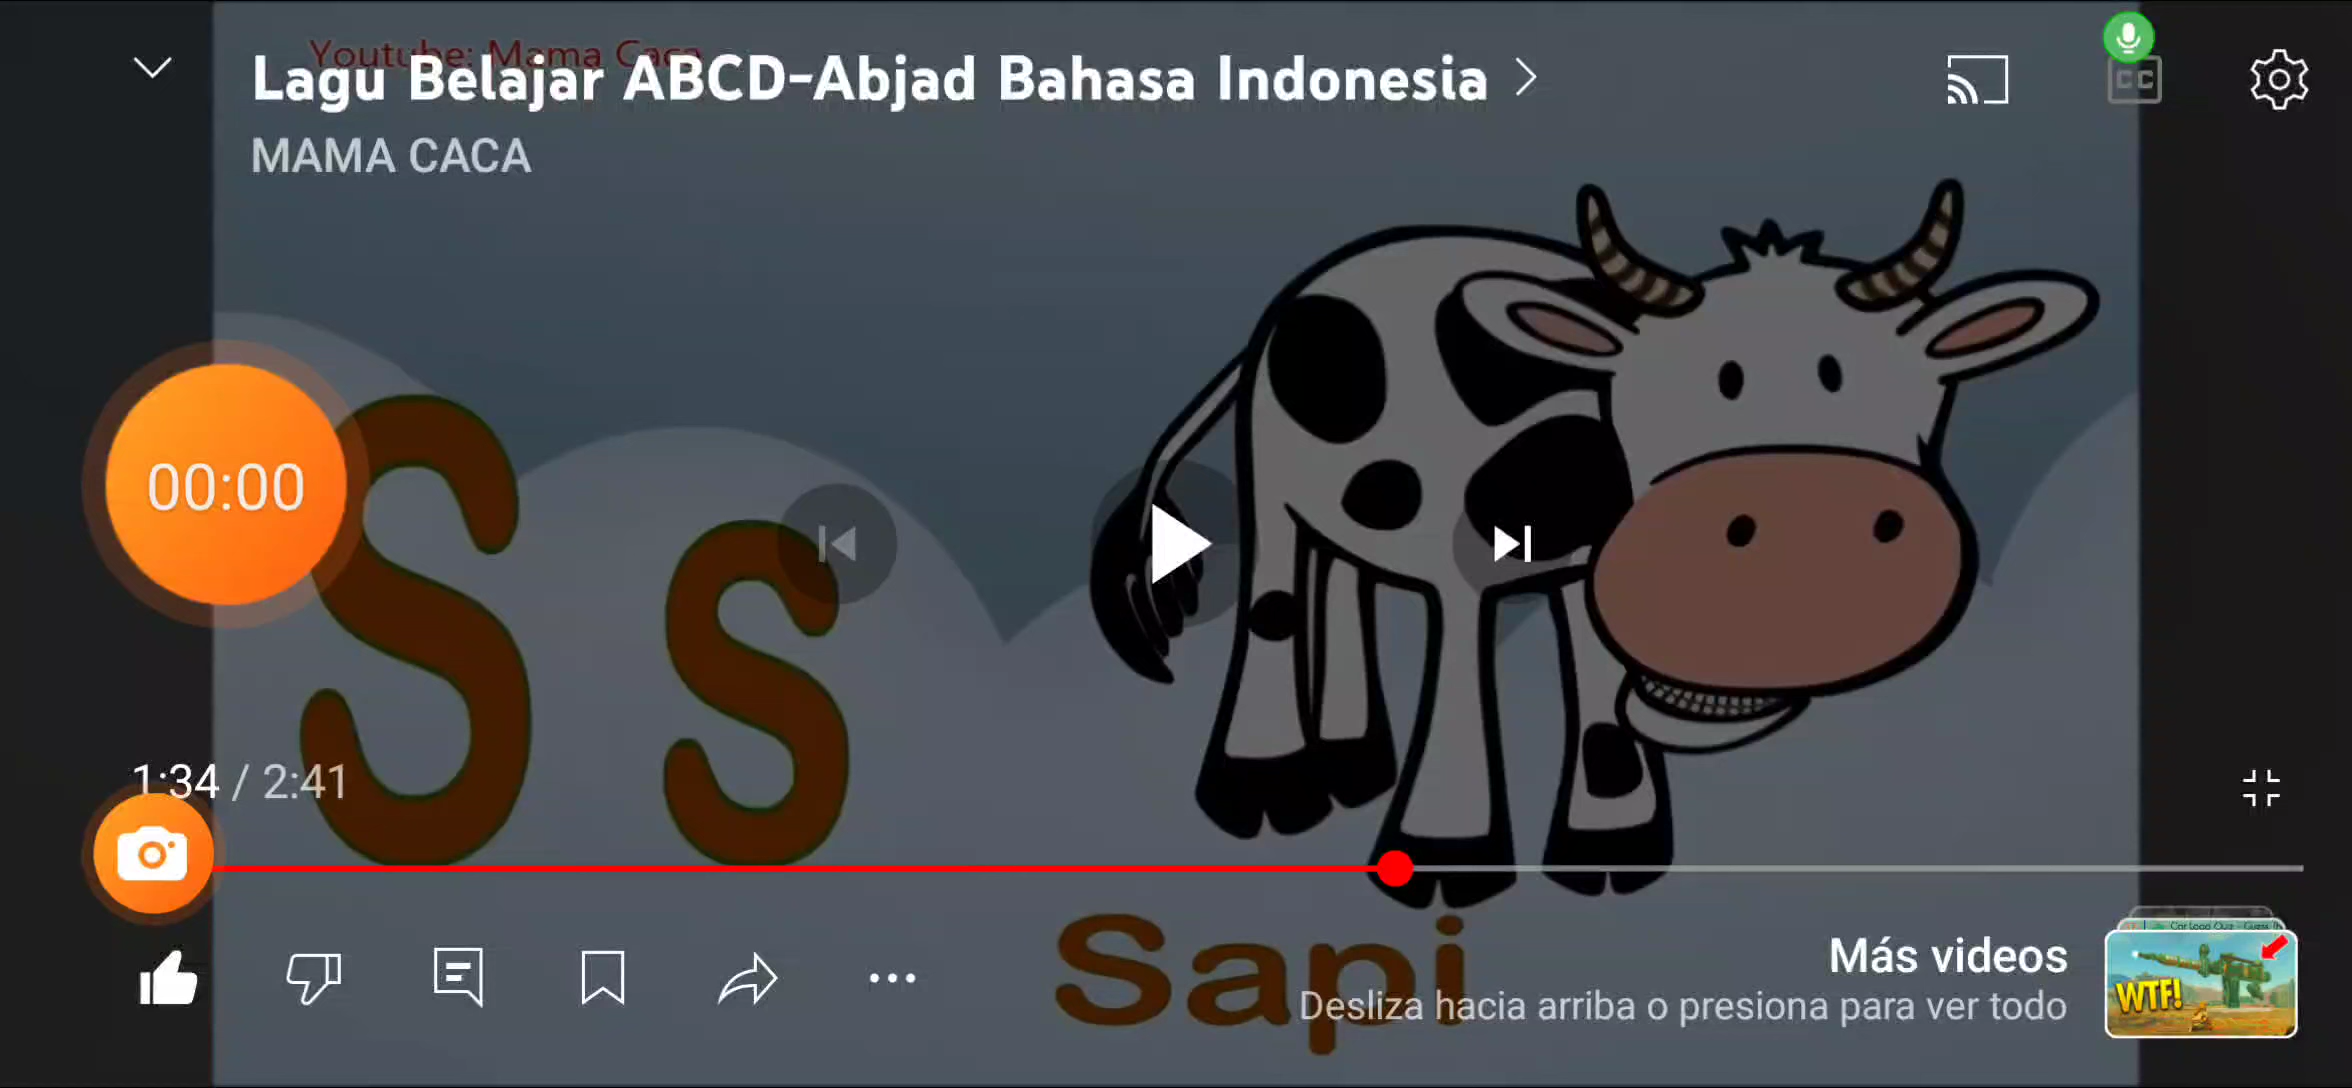 Youtube: Mama Caca
Lagu Belajar ABCD-Abjad Bahasa Indonesia
MAMA CACA
CC
00:00
S s
1:34 / 2:41
Sapi
Más videos
Desliza hacia arriba o presiona para ver todo
WTF!